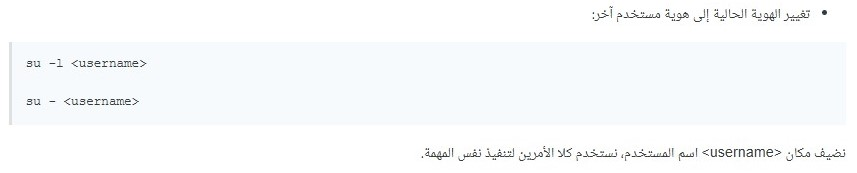 تغيير الهوية الحالية إلى هوية مستخدم آخر:
su -l <username>
su - <username>
نضيف مكان <username> اسم المستخدم، نستخدم كلا الأمرين لتنفيذ نفس المهمة.